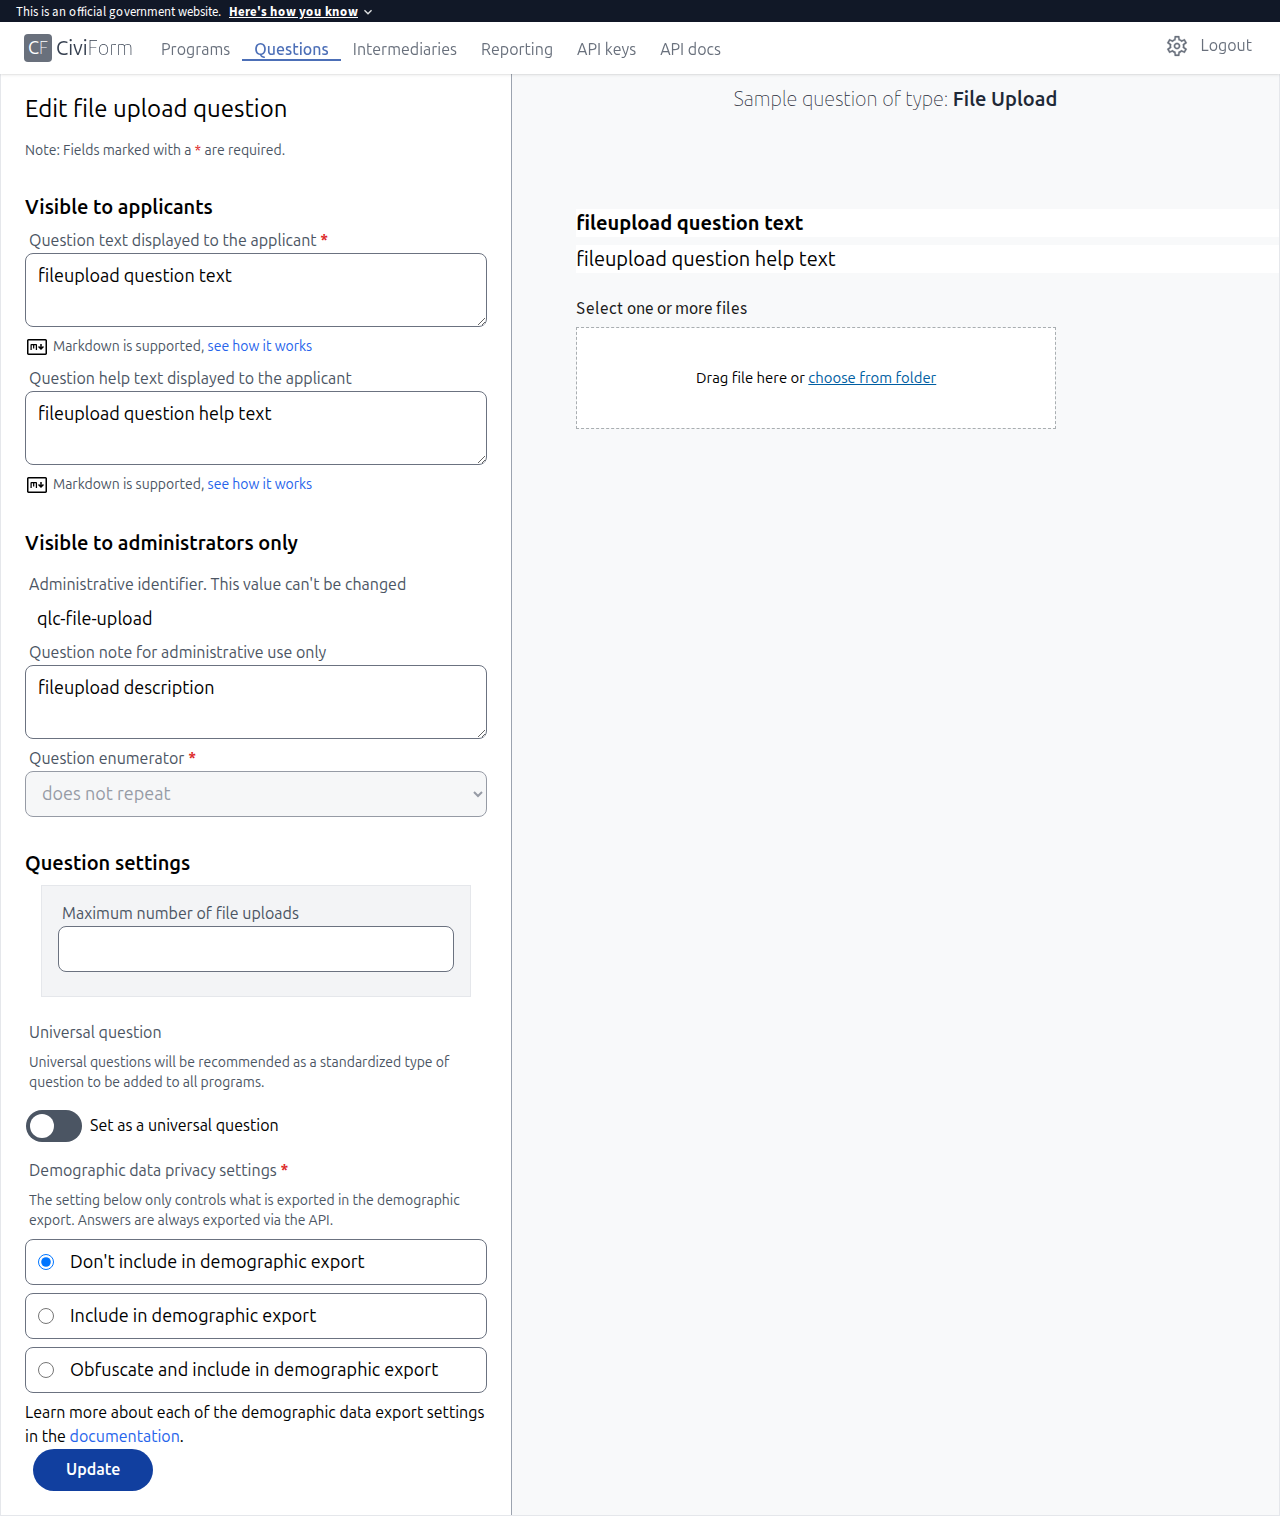 This is an official government website. Here's how you know
CF CiviForm Programs Questions Intermediaries Reporting API keys API docs Logout
Edit file upload question
Note: Fields marked with a * are required.
Visible to applicants
Question text displayed to the applicant *
fileupload question text
Markdown is supported, see how it works
Question help text displayed to the applicant
fileupload question help text
Markdown is supported, see how it works
Visible to administrators only
Administrative identifier. This value can't be changed
qlc-file-upload
Question note for administrative use only
fileupload description
Question enumerator *
does not repeat
Question settings
Maximum number of file uploads
Universal question
Universal questions will be recommended as a standardized type of
question to be added to all programs.
Set as a universal question
Demographic data privacy settings *
The setting below only controls what is exported in the demographic
export. Answers are always exported via the API.
Don't include in demographic export
Include in demographic export
Obfuscate and include in demographic export
Learn more about each of the demographic data export settings
in the documentation.
Update
Sample question of type: File Upload
fileupload question text
fileupload question help text
Select one or more files
Drag file here or choose from folder